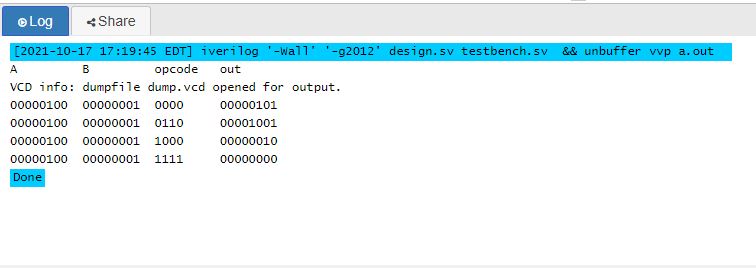 Log Share
[2021-10-17 17:19:45 EDT] iverilog '-Wall' '-g2012' design.sv testbench.sv && unbuffer vvp a.out
A B opcode out
VCD info: dumpfile dump.vcd opened for output.
00000100 00000001 0000 00000101
00000100 00000001 0110 00001001
00000100 00000001 1000 00000010
00000100 00000001 1111 00000000
Done